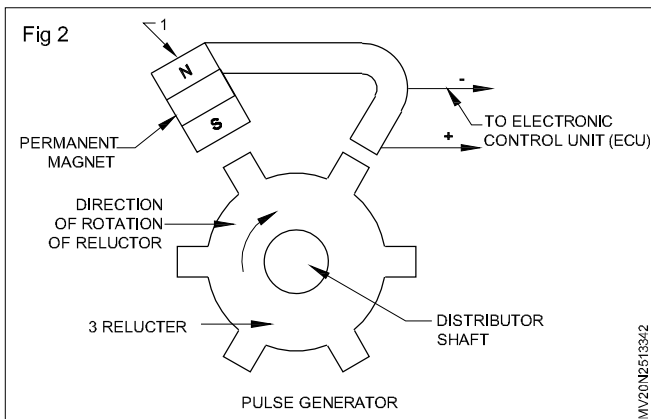 Fig 2
1
N
S
PERMANENT
MAGNET
-
TO ELECTRONIC
CONTROL UNIT (ECU)
+
DIRECTION
OF ROTATION
OF RELUCTOR
3 RELUCTER
DISTRIBUTOR
SHAFT
PULSE GENERATOR
MV20N2513342